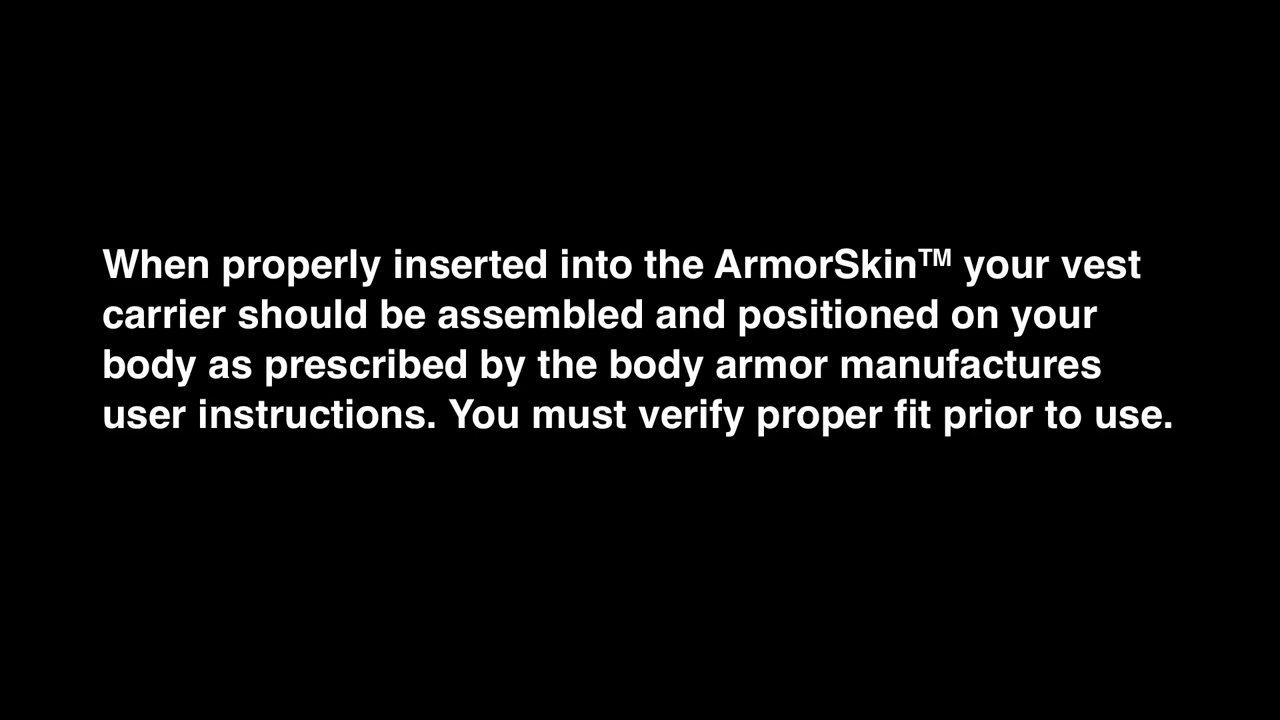 When properly inserted into the ArmorSkin™ your vest
carrier should be assembled and positioned on your
body as prescribed by the body armor manufactures
user instructions. You must verify proper fit prior to use.